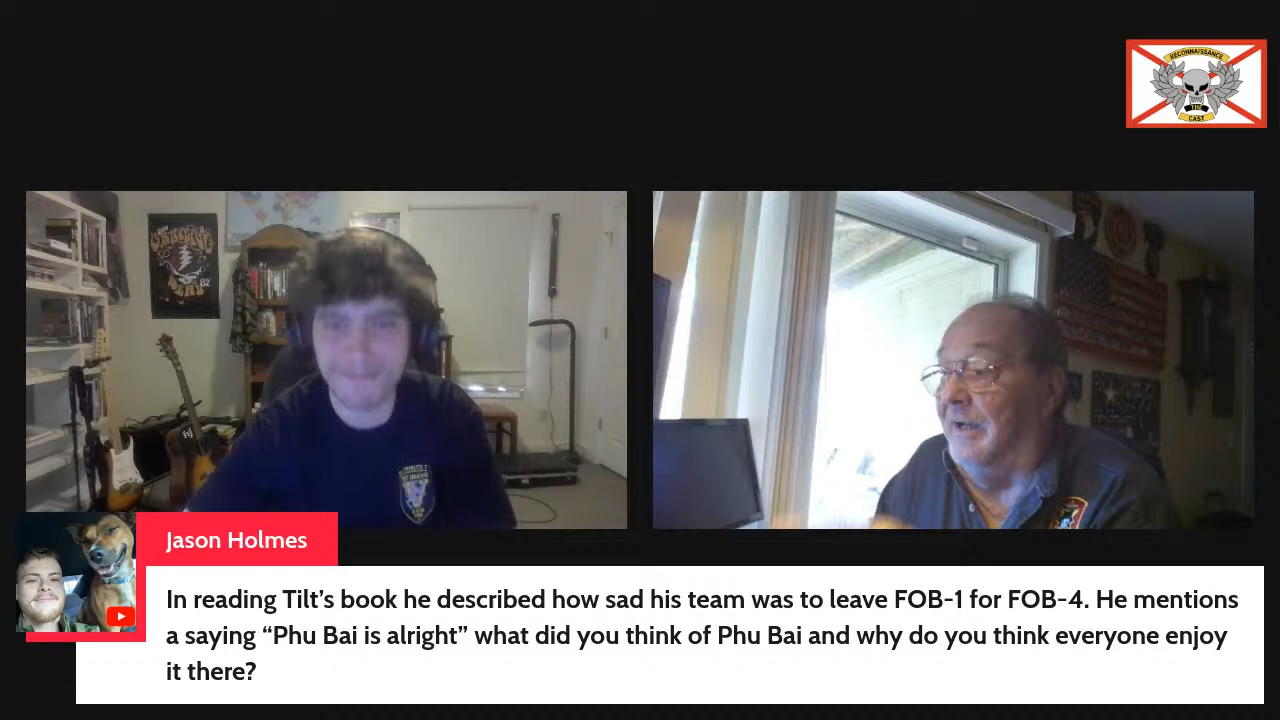 RECONNAISSANCE
THE
CAST
Jason Holmes
In reading Tilt’s book he described how sad his team was to leave FOB-1 for FOB-4. He mentions
a saying “Phu Bai is alright” what did you think of Phu Bai and why do you think everyone enjoy
it there?